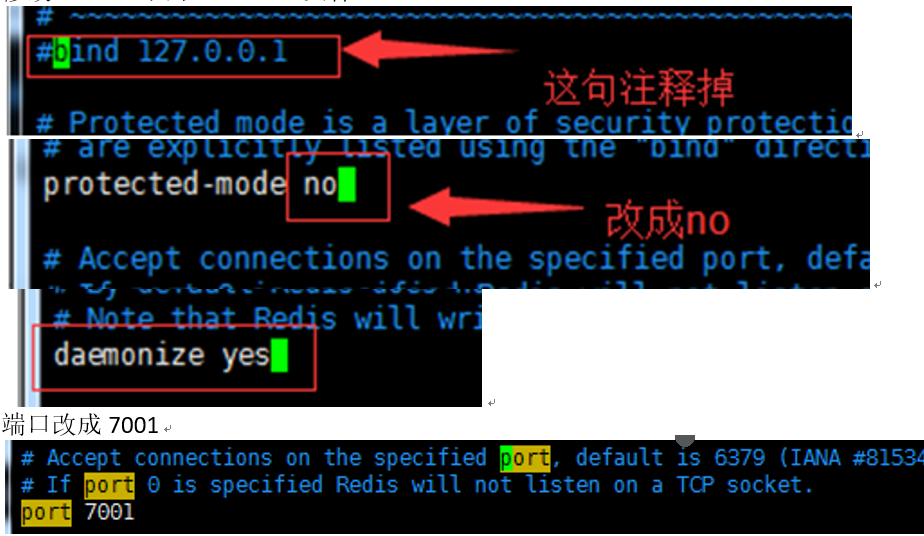 #bind 127.0.0.1
这句注释掉
# Protected mode is a layer of security protectio
# are explicitly listed using the "bind" directi
protected-mode no
改成no
# Accept connections on the specified port, defa
# Note that Redis will wri
daemonize yes
端口改成 7001
# Accept connections on the specified port, default is 6379 (IANA #81534
# If port 0 is specified Redis will not listen on a TCP socket.
port 7001